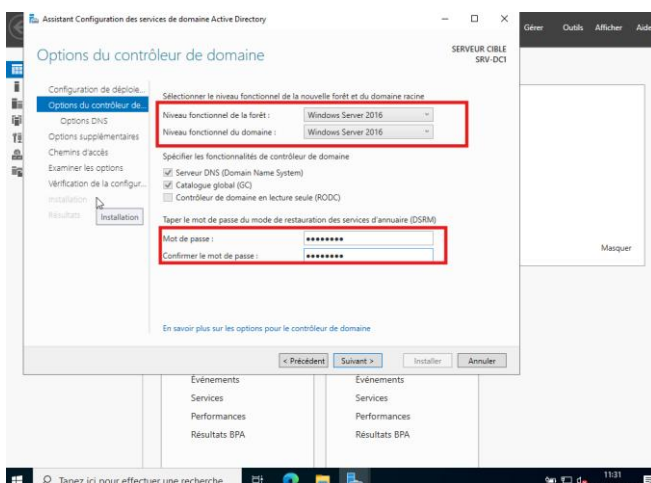 Assistant Configuration des services de domaine Active Directory
Gérer Outils Afficher Aide
Options du contrôleur de domaine
SERVEUR CIBLE
SRV-DC1
Configuration de déploie...
Options du contrôleur de...
Options DNS
Options supplémentaires
Chemins d'accès
Examiner les options
Vérification de la configur...
Installation
Résultats
Installation
Sélectionner le niveau fonctionnel de la nouvelle forêt et du domaine racine
Niveau fonctionnel de la forêt : Windows Server 2016
Niveau fonctionnel du domaine : Windows Server 2016
Spécifier les fonctionnalités de contrôleur de domaine
Serveur DNS (Domain Name System)
Catalogue global (GC)
Contrôleur de domaine en lecture seule (RODC)
Taper le mot de passe du mode de restauration des services d'annuaire (DSRM)
Mot de passe : ●●●●●●●●
Confirmer le mot de passe : ●●●●●●●●
Masquer
En savoir plus sur les options pour le contrôleur de domaine
< Précédent Suivant > Installer Annuler
Événements Événements
Services Services
Performances Performances
Résultats BPA Résultats BPA
Tapez ici pour effectuer une recherche
11:31